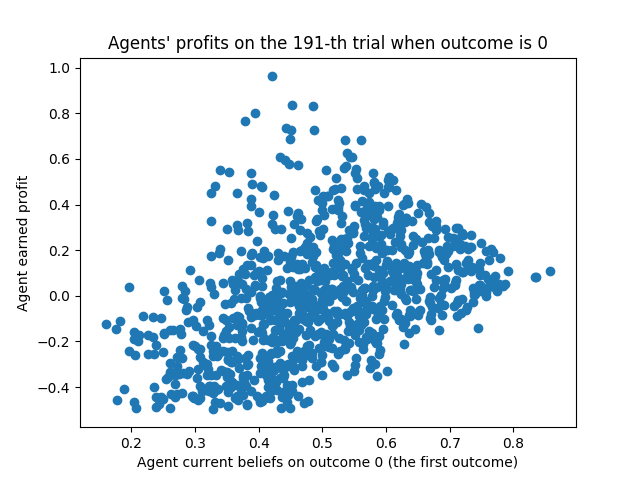 Agents' profits on the 191-th trial when outcome is 0
1.0
0.8
0.6
0.4
0.2
0.0
−0.2
−0.4
Agent earned profit
0.2 0.3 0.4 0.5 0.6 0.7 0.8
Agent current beliefs on outcome 0 (the first outcome)